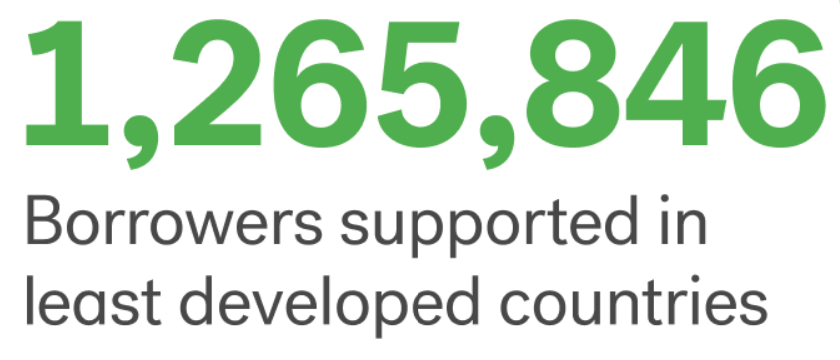 1,265,846
Borrowers supported in
least developed countries